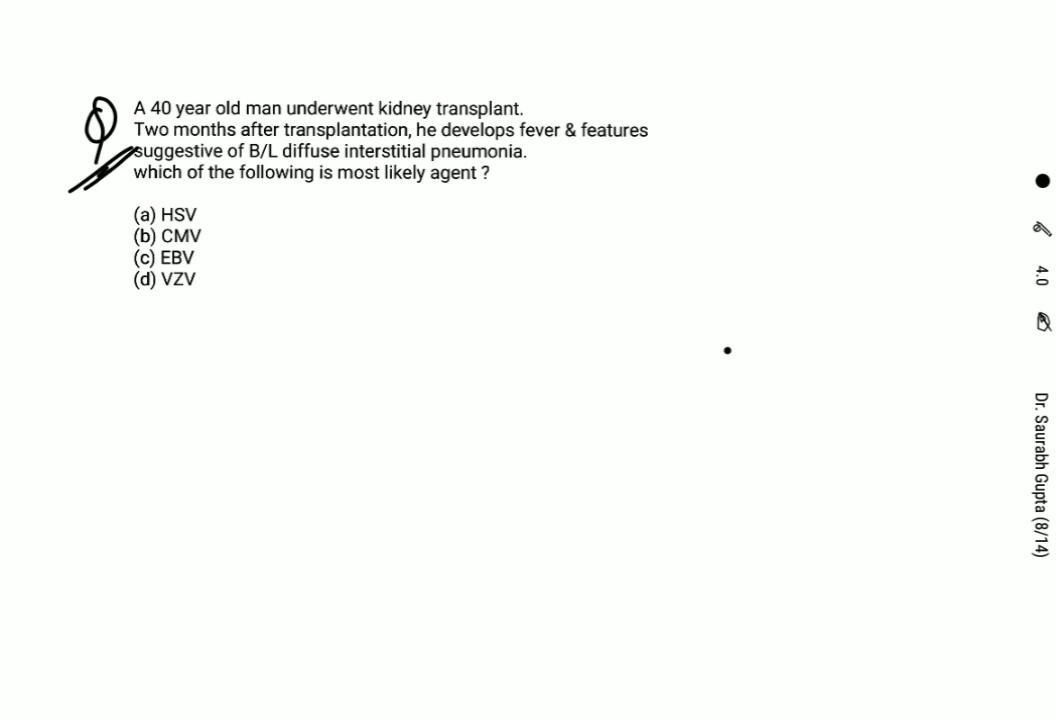 Q A 40 year old man underwent kidney transplant.
Two months after transplantation, he develops fever & features
suggestive of B/L diffuse interstitial pneumonia.
which of the following is most likely agent ?
(a) HSV
(b) CMV
(c) EBV
(d) VZV
4.0
Dr. Saurabh Gupta (8/14)